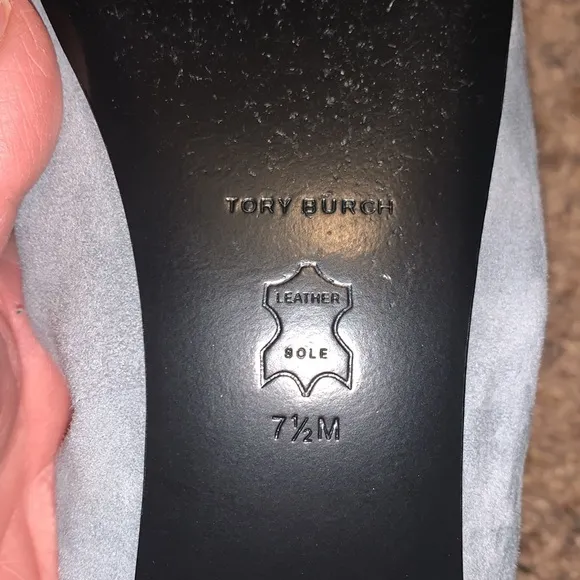 TORY BURCH
LEATHER
SOLE
7½M